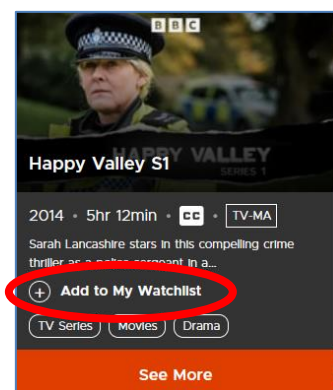 BBC
HAPPY VALLEY
SERIES 1
Happy Valley S1
2014 • 5hr 12min • CC • TV-MA
Sarah Lancashire stars in this compelling crime
thriller as a police sergeant in a...
+ Add to My Watchlist
TV Series Movies Drama
See More